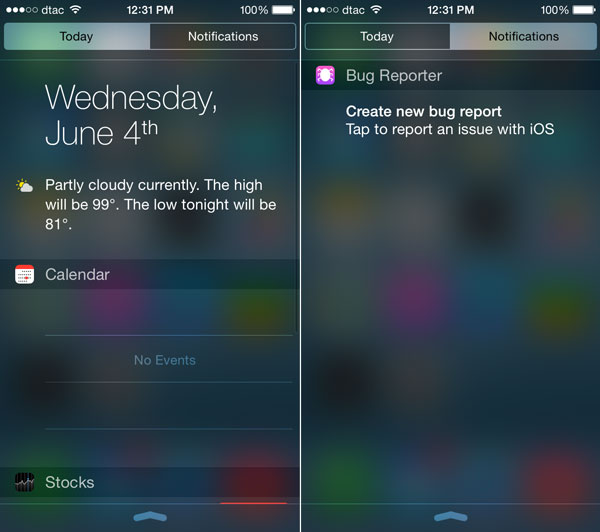 dtac 12:31 PM 100%
Today Notifications
Wednesday,
June 4th
Partly cloudy currently. The high
will be 99°. The low tonight will be
81°.
Calendar
No Events
Stocks
dtac 12:31 PM 100%
Today Notifications
Bug Reporter
Create new bug report
Tap to report an issue with iOS